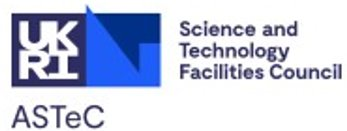 UK
RI
Science and
Technology
Facilities Council
ASTeC